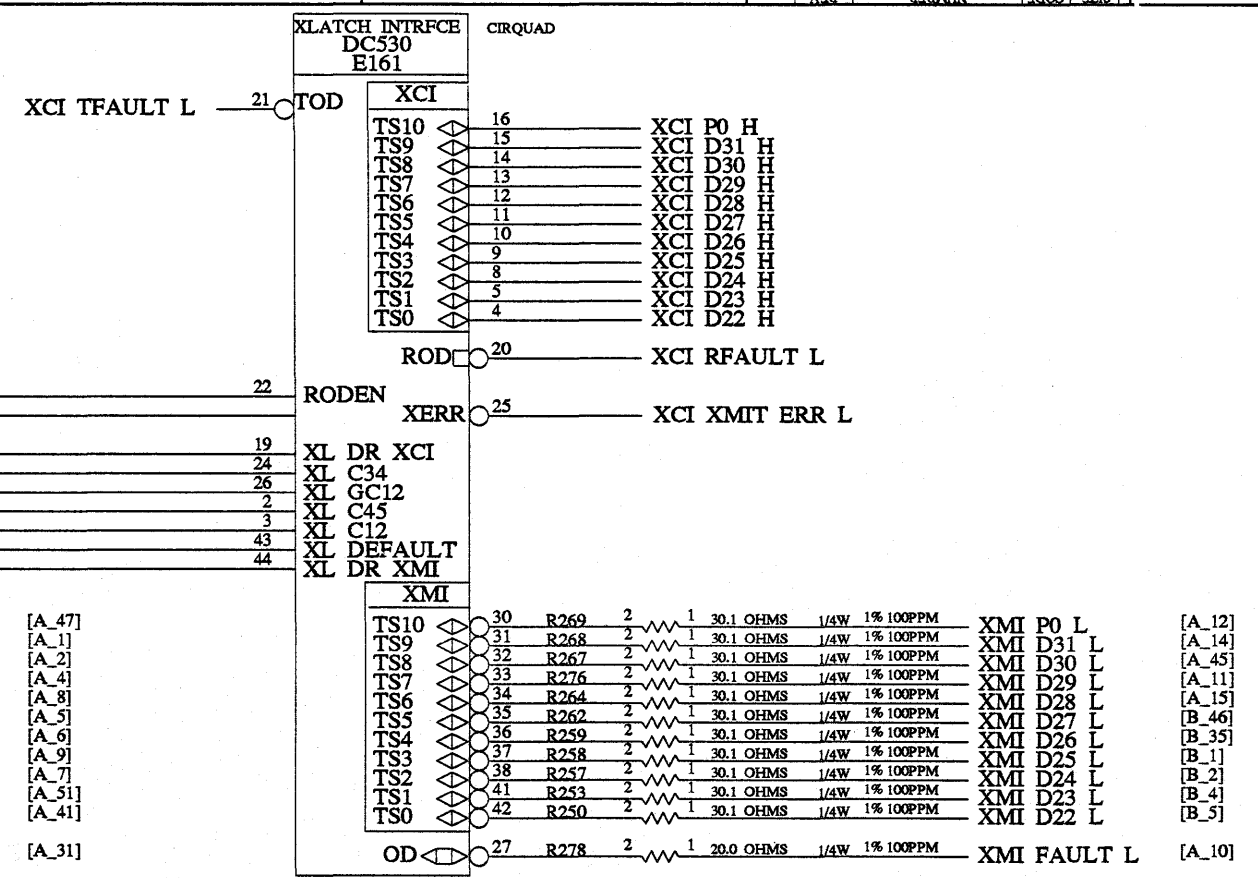 XLATCH INTRFCE CIRQUAD
DC530
E161
XCI TFAULT L 21 TOD
XCI
TS10 16 XCI P0 H
TS9 15 XCI D31 H
TS8 14 XCI D30 H
TS7 13 XCI D29 H
TS6 12 XCI D28 H
TS5 11 XCI D27 H
TS4 10 XCI D26 H
TS3 9 XCI D25 H
TS2 8 XCI D24 H
TS1 5 XCI D23 H
TS0 4 XCI D22 H
ROD 20 XCI RFAULT L
22 RODEN
XERR 25 XCI XMIT ERR L
19 XL DR XCI
24 XL C34
26 XL GC12
2 XL C45
3 XL C12
43 XL DEFAULT
44 XL DR XMI
XMI
[A_47] TS10 30 R269 2 1 30.1 OHMS 1/4W 1% 100PPM XMI P0 L [A_12]
[A_1] TS9 31 R268 2 1 30.1 OHMS 1/4W 1% 100PPM XMI D31 L [A_14]
[A_2] TS8 32 R267 2 1 30.1 OHMS 1/4W 1% 100PPM XMI D30 L [A_45]
[A_4] TS7 33 R276 2 1 30.1 OHMS 1/4W 1% 100PPM XMI D29 L [A_11]
[A_8] TS6 34 R264 2 1 30.1 OHMS 1/4W 1% 100PPM XMI D28 L [A_15]
[A_5] TS5 35 R262 2 1 30.1 OHMS 1/4W 1% 100PPM XMI D27 L [B_46]
[A_6] TS4 36 R259 2 1 30.1 OHMS 1/4W 1% 100PPM XMI D26 L [B_35]
[A_9] TS3 37 R258 2 1 30.1 OHMS 1/4W 1% 100PPM XMI D25 L [B_1]
[A_7] TS2 38 R257 2 1 30.1 OHMS 1/4W 1% 100PPM XMI D24 L [B_2]
[A_51] TS1 41 R253 2 1 30.1 OHMS 1/4W 1% 100PPM XMI D23 L [B_4]
[A_41] TS0 42 R250 2 1 30.1 OHMS 1/4W 1% 100PPM XMI D22 L [B_5]
[A_31] OD 27 R278 2 1 20.0 OHMS 1/4W 1% 100PPM XMI FAULT L [A_10]